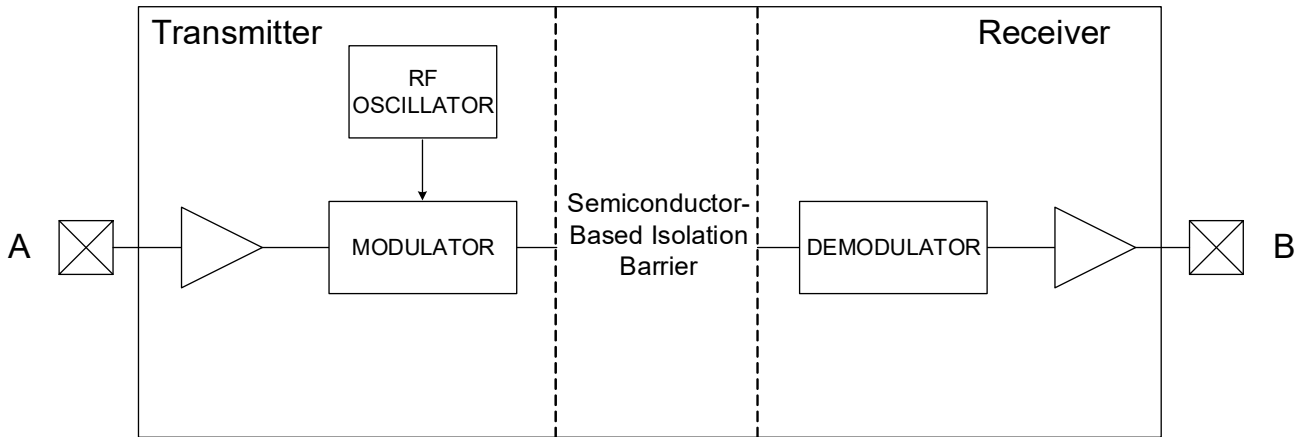 Transmitter
Receiver
RF
OSCILLATOR
A
MODULATOR
Semiconductor-
Based Isolation
Barrier
DEMODULATOR
B